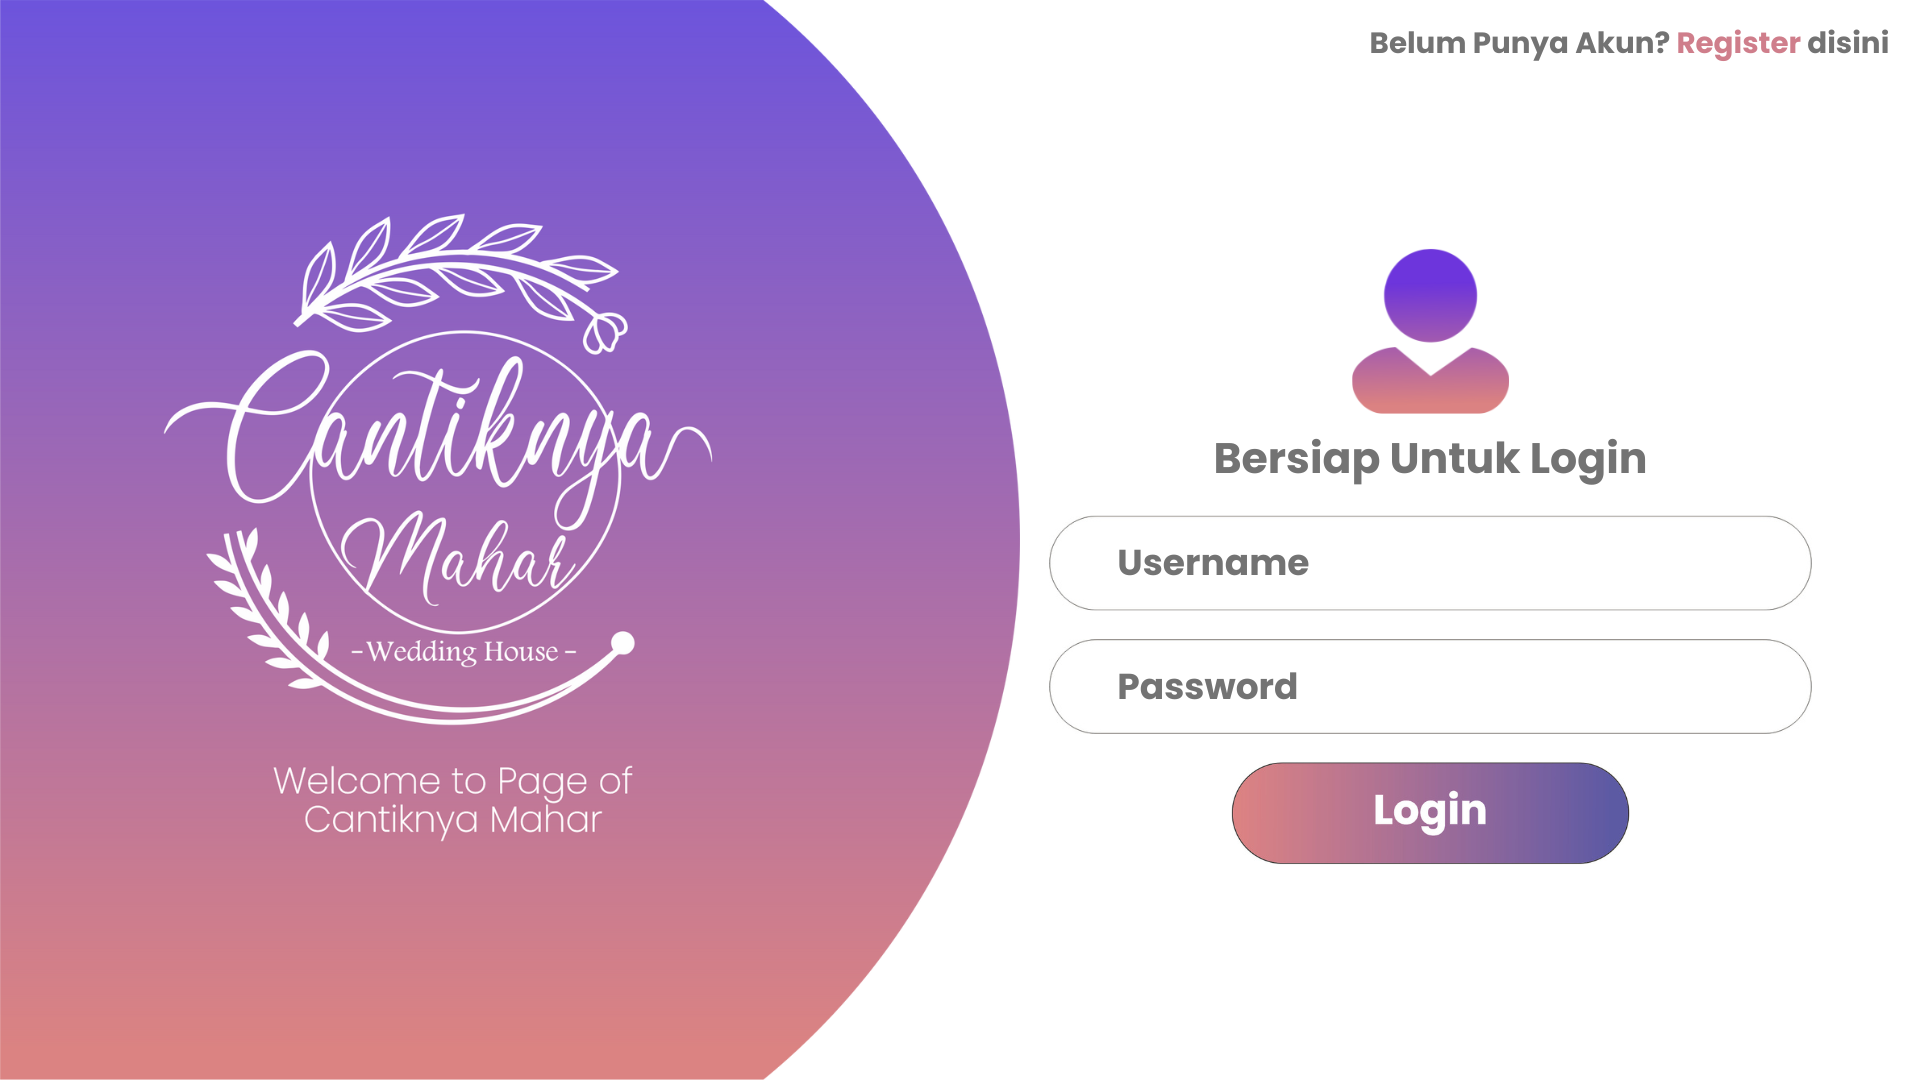 Belum Punya Akun? Register disini
Cantiknya
Mahar
-Wedding House -
Welcome to Page of
Cantiknya Mahar
Bersiap Untuk Login
Username
Password
Login